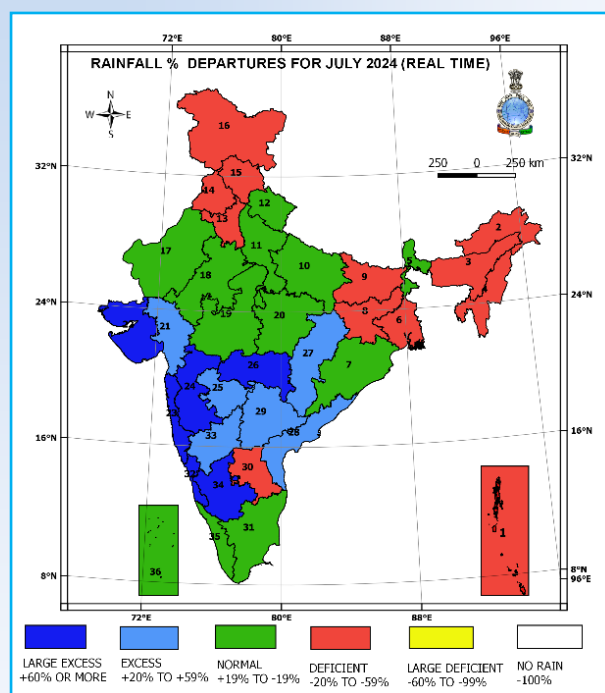 72°E 80°E 88°E 96°E
RAINFALL % DEPARTURES FOR JULY 2024 (REAL TIME)
N
W E
S
250 0 250 km
32°N 32°N
24°N 24°N
16°N 16°N
8°N 8°N
96°E
72°E 80°E 88°E
16
15
14
13
12
17
11
18
10
9
5
2
3
4
19
20
8
6
21
27
7
26
24
25
23
29
28
33
30
32
34
31
35
36
1
LARGE EXCESS
+60% OR MORE
EXCESS
+20% TO +59%
NORMAL
+19% TO -19%
DEFICIENT
-20% TO -59%
LARGE DEFICIENT
-60% TO -99%
NO RAIN
-100%